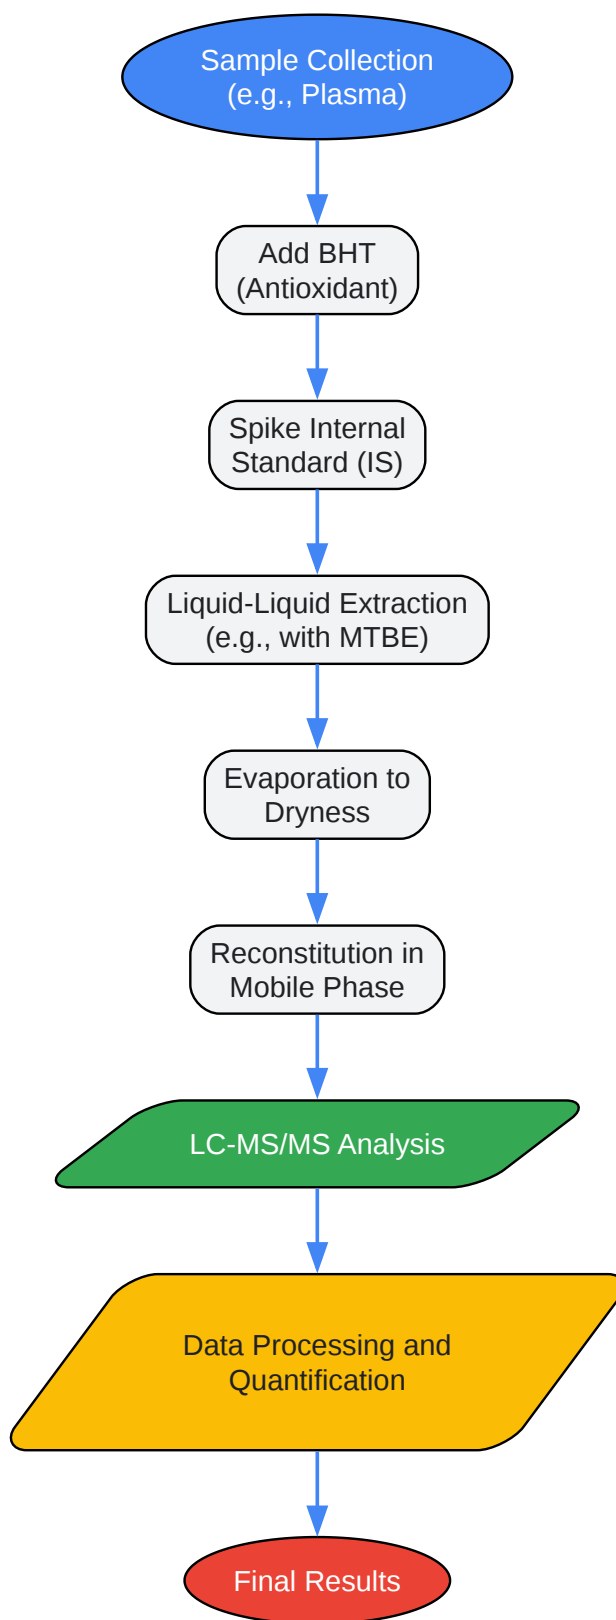 Sample Collection
(e.g., Plasma)
Add BHT
(Antioxidant)
Spike Internal
Standard (IS)
Liquid-Liquid Extraction
(e.g., with MTBE)
Evaporation to
Dryness
Reconstitution in
Mobile Phase
LC-MS/MS Analysis
Data Processing and
Quantification
Final Results